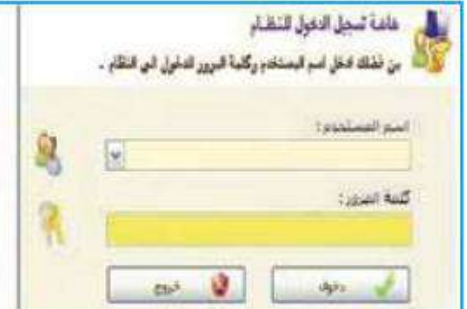 شاشة تسجيل الدخول للنظام
من فضلك ادخل اسم المستخدم وكلمة المرور للدخول الى النظام .
اسم المستخدم :
كلمة المرور :
دخول
خروج